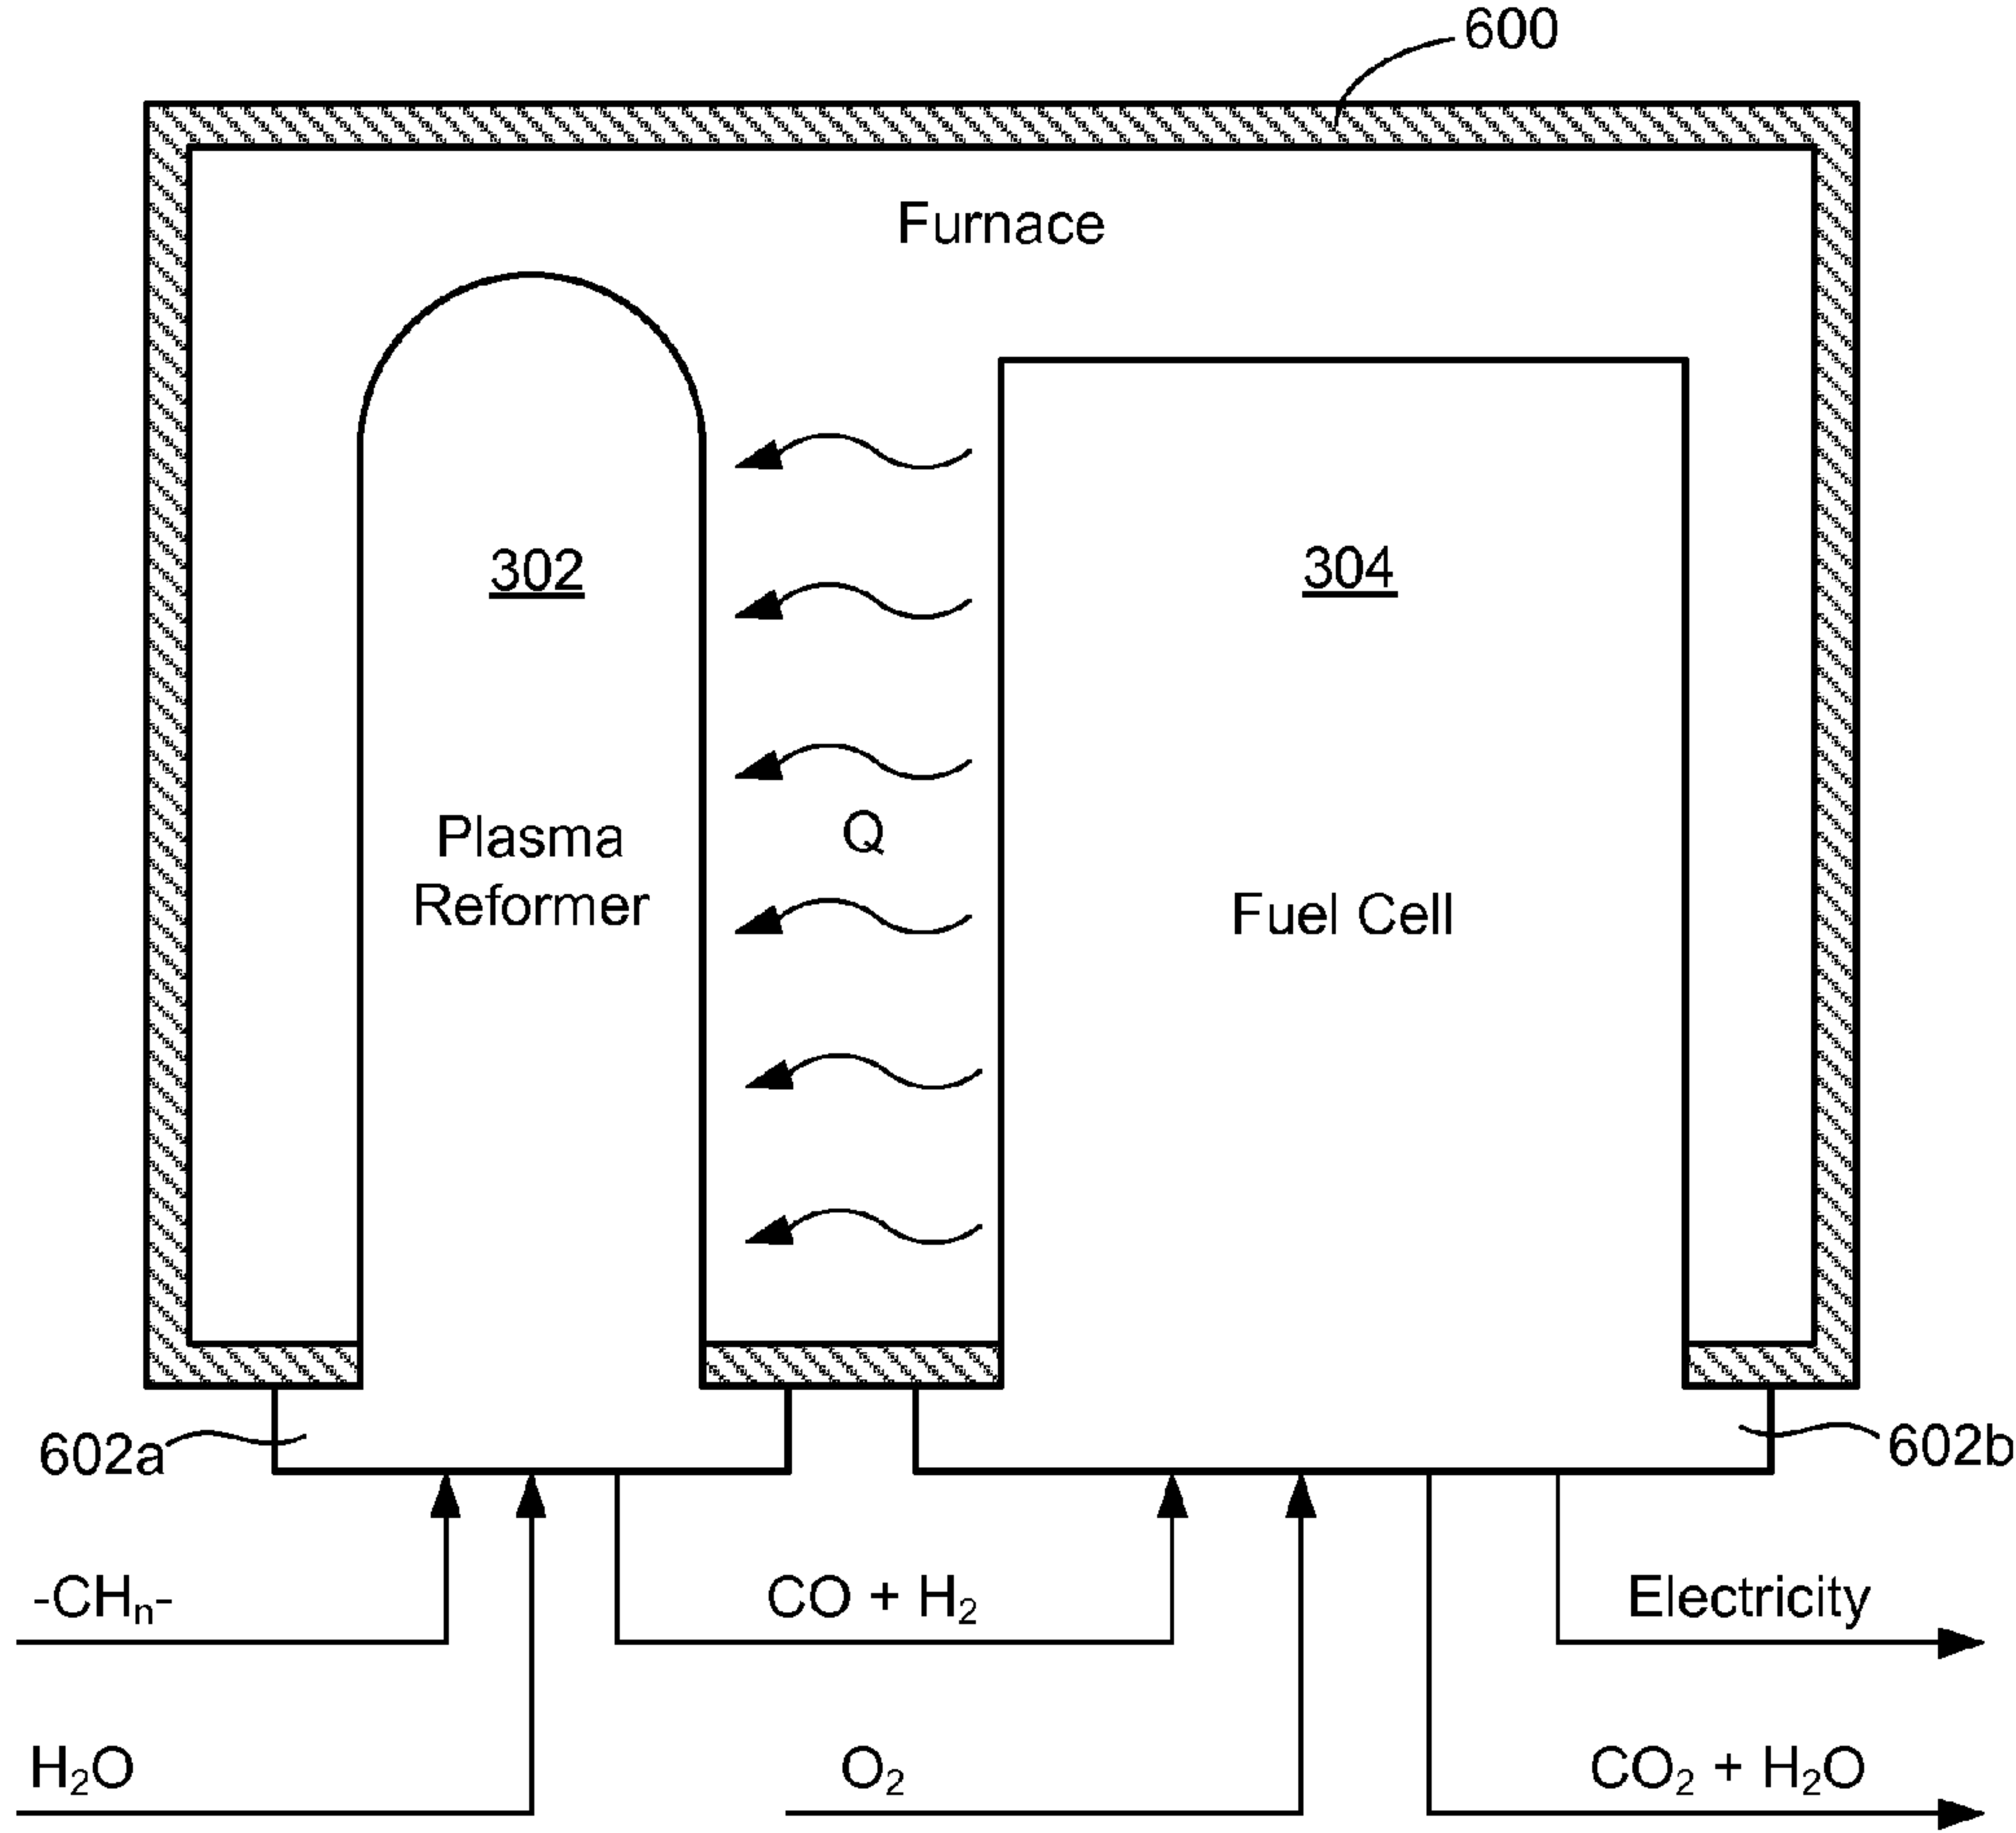 600
Furnace
302
304
Plasma
Reformer
Q
Fuel Cell
602a
602b
-CHn-
CO + H2
Electricity
H2O
O2
CO2 + H2O